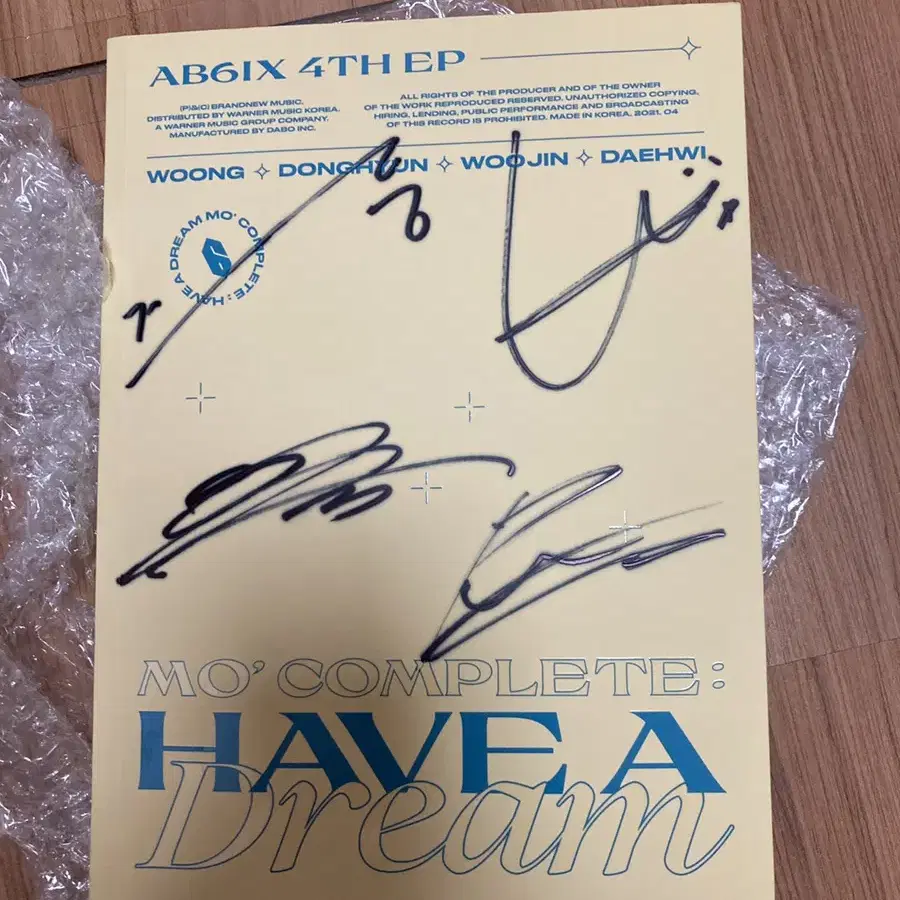 AB6IX 4TH EP
(P)&(C) BRANDNEW MUSIC.
DISTRIBUTED BY WARNER MUSIC KOREA.
A WARNER MUSIC GROUP COMPANY.
MANUFACTURED BY DABO INC.
ALL RIGHTS OF THE PRODUCER AND OF THE OWNER
OF THE WORK REPRODUCED RESERVED. UNAUTHORIZED COPYING,
HIRING, LENDING, PUBLIC PERFORMANCE AND BROADCASTING
OF THIS RECORD IS PROHIBITED. MADE IN KOREA. 2021. 04
WOONG ✧ DONGHYUN ✧ WOOJIN ✧ DAEHWI
HAVE A DREAM MO' COMPLETE :
6
MO' COMPLETE :
HAVE A
Dream